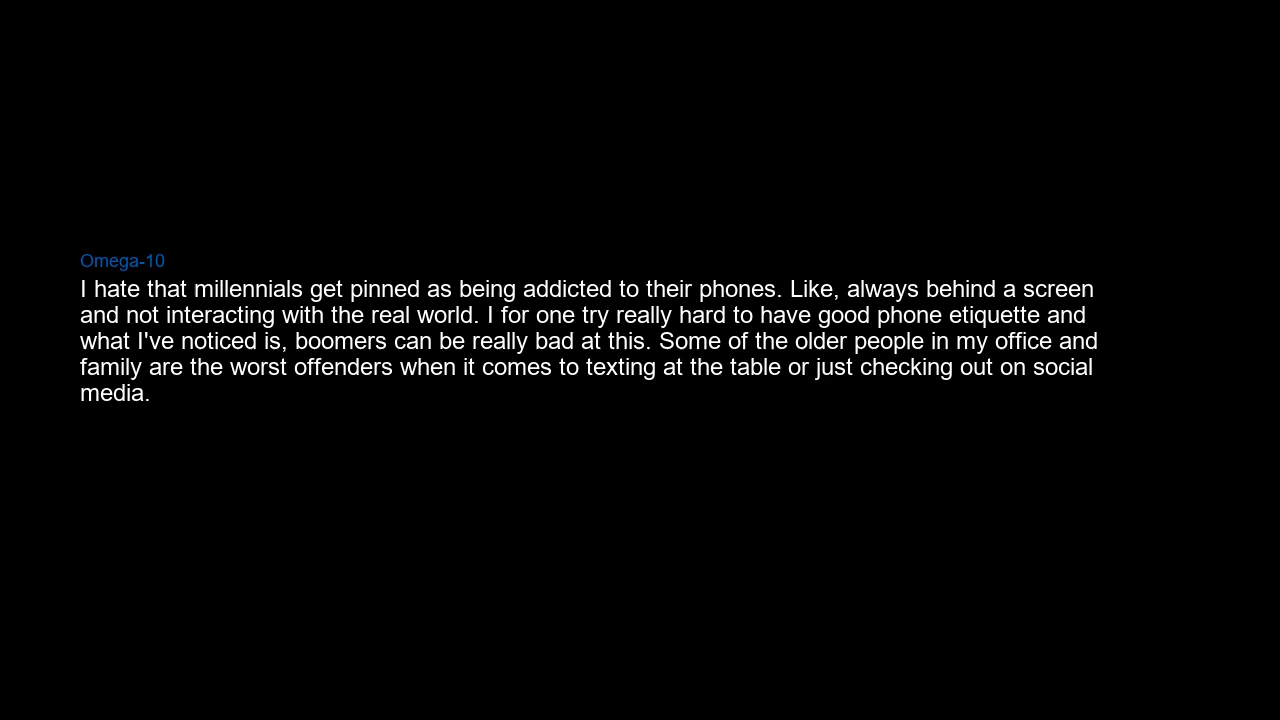 Omega-10
I hate that millennials get pinned as being addicted to their phones. Like, always behind a screen
and not interacting with the real world. I for one try really hard to have good phone etiquette and
what I've noticed is, boomers can be really bad at this. Some of the older people in my office and
family are the worst offenders when it comes to texting at the table or just checking out on social
media.